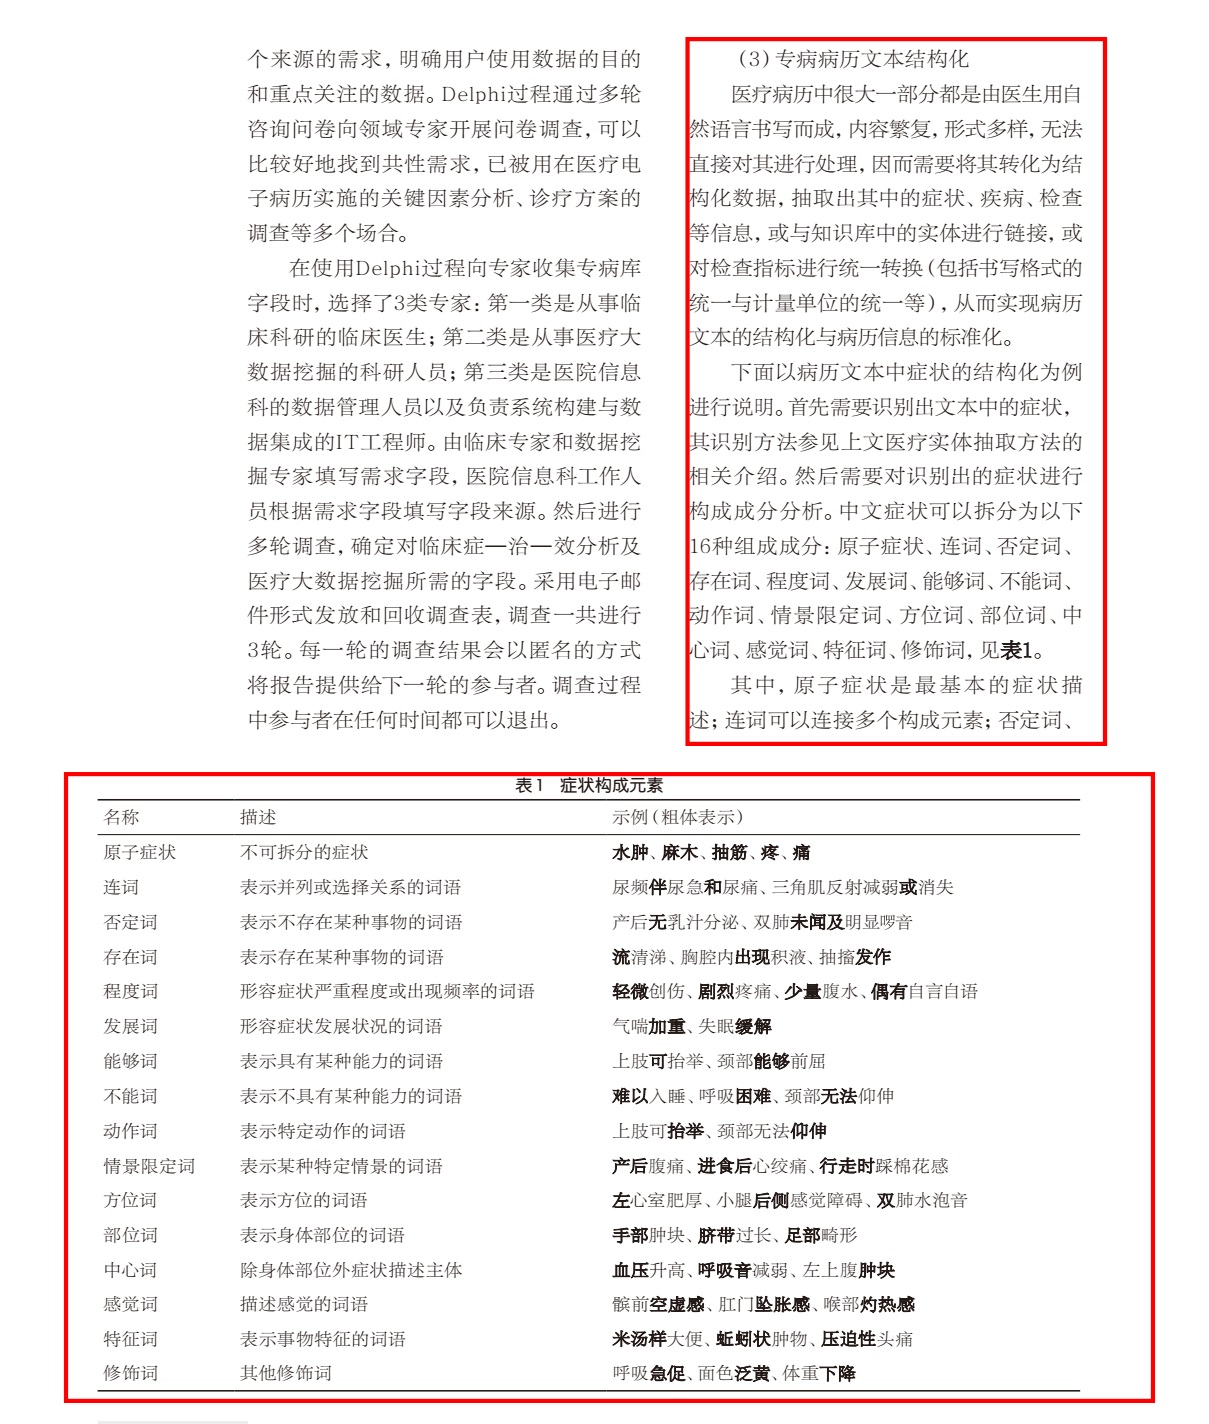 个来源的需求,明确用户使用数据的目的
和重点关注的数据。Delphi过程通过多轮
咨询问卷向领域专家开展问卷调查,可以
比较好地找到共性需求,已被用在医疗电
子病历实施的关键因素分析、诊疗方案的
调查等多个场合。
在使用Delphi过程向专家收集专病库
字段时,选择了3类专家:第一类是从事临
床科研的临床医生;第二类是从事医疗大
数据挖掘的科研人员;第三类是医院信息
科的数据管理人员以及负责系统构建与数
据集成的IT工程师。由临床专家和数据挖
掘专家填写需求字段,医院信息科工作人
员根据需求字段填写字段来源。然后进行
多轮调查,确定对临床症—治—效分析及
医疗大数据挖掘所需的字段。采用电子邮
件形式发放和回收调查表,调查一共进行
3轮。每一轮的调查结果会以匿名的方式
将报告提供给下一轮的参与者。调查过程
中参与者在任何时间都可以退出。
(3)专病病历文本结构化
医疗病历中很大一部分都是由医生用自
然语言书写而成,内容繁复,形式多样,无法
直接对其进行处理,因而需要将其转化为结
构化数据,抽取出其中的症状、疾病、检查
等信息,或与知识库中的实体进行链接,或
对检查指标进行统一转换(包括书写格式的
统一与计量单位的统一等),从而实现病历
文本的结构化与病历信息的标准化。
下面以病历文本中症状的结构化为例
进行说明。首先需要识别出文本中的症状,
其识别方法参见上文医疗实体抽取方法的
相关介绍。然后需要对识别出的症状进行
构成成分分析。中文症状可以拆分为以下
16种组成成分:原子症状、连词、否定词、
存在词、程度词、发展词、能够词、不能词、
动作词、情景限定词、方位词、部位词、中
心词、感觉词、特征词、修饰词,见表1。
其中,原子症状是最基本的症状描
述;连词可以连接多个构成元素;否定词、
表1 症状构成元素
名称 描述 示例(粗体表示)
原子症状 不可拆分的症状 水肿、麻木、抽筋、疼、痛
连词 表示并列或选择关系的词语 尿频伴尿急和尿痛、三角肌反射减弱或消失
否定词 表示不存在某种事物的词语 产后无乳汁分泌、双肺未闻及明显啰音
存在词 表示存在某种事物的词语 流清涕、胸腔内出现积液、抽搐发作
程度词 形容症状严重程度或出现频率的词语 轻微创伤、剧烈疼痛、少量腹水、偶有自言自语
发展词 形容症状发展状况的词语 气喘加重、失眠缓解
能够词 表示具有某种能力的词语 上肢可抬举、颈部能够前屈
不能词 表示不具有某种能力的词语 难以入睡、呼吸困难、颈部无法仰伸
动作词 表示特定动作的词语 上肢可抬举、颈部无法仰伸
情景限定词 表示某种特定情景的词语 产后腹痛、进食后心绞痛、行走时踩棉花感
方位词 表示方位的词语 左心室肥厚、小腿后侧感觉障碍、双肺水泡音
部位词 表示身体部位的词语 手部肿块、脐带过长、足部畸形
中心词 除身体部位外症状描述主体 血压升高、呼吸音减弱、左上腹肿块
感觉词 描述感觉的词语 髌前空虚感、肛门坠胀感、喉部灼热感
特征词 表示事物特征的词语 米汤样大便、蚯蚓状肿物、压迫性头痛
修饰词 其他修饰词 呼吸急促、面色泛黄、体重下降